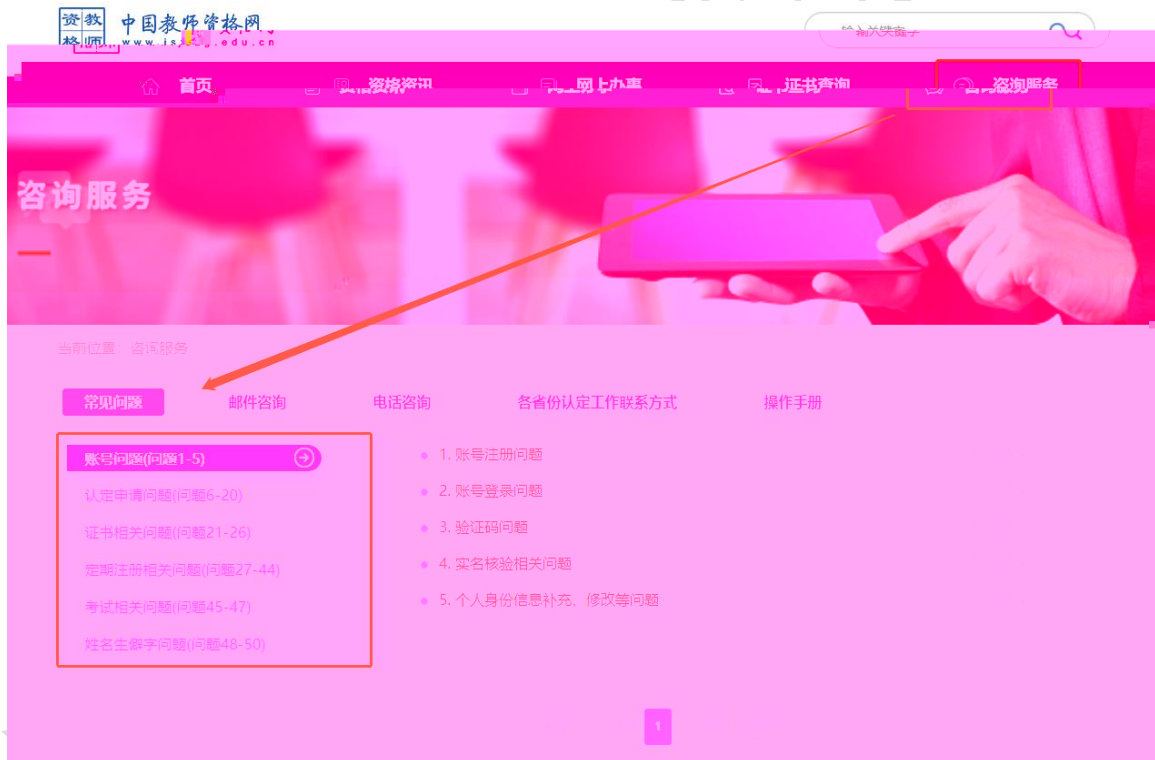 资教 中国教师资格网
格师 www.jszg.edu.cn
输入关键字
首页 资格资讯 网上办事 证书查询 咨询服务
咨询服务
当前位置：咨询服务
常见问题 邮件咨询 电话咨询 各省份认定工作联系方式 操作手册
账号问题(问题1-5)
认定申请问题(问题6-20)
证书相关问题(问题21-26)
定期注册相关问题(问题27-44)
考试相关问题(问题45-47)
姓名生僻字问题(问题48-50)
1. 账号注册问题
2. 账号登录问题
3. 验证码问题
4. 实名核验相关问题
5. 个人身份信息补充、修改等问题
1